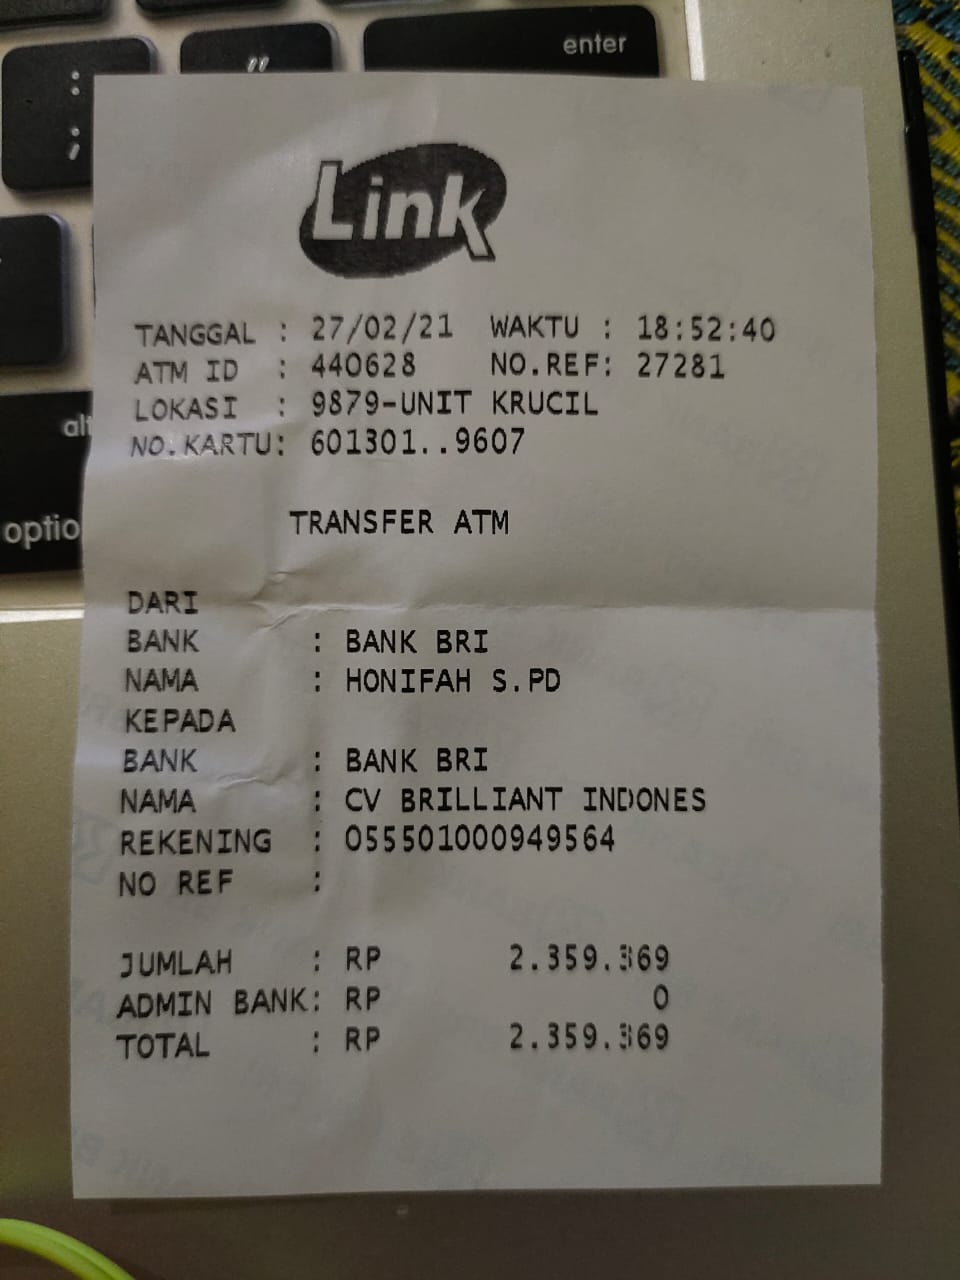 enter
alt
optio
Link
TANGGAL : 27/02/21 WAKTU : 18:52:40
ATM ID : 440628 NO.REF: 27281
LOKASI : 9879-UNIT KRUCIL
NO.KARTU: 601301..9607
TRANSFER ATM
DARI
BANK : BANK BRI
NAMA : HONIFAH S.PD
KEPADA
BANK : BANK BRI
NAMA : CV BRILLIANT INDONES
REKENING : 055501000949564
NO REF :
JUMLAH : RP 2.359.369
ADMIN BANK: RP 0
TOTAL : RP 2.359.369